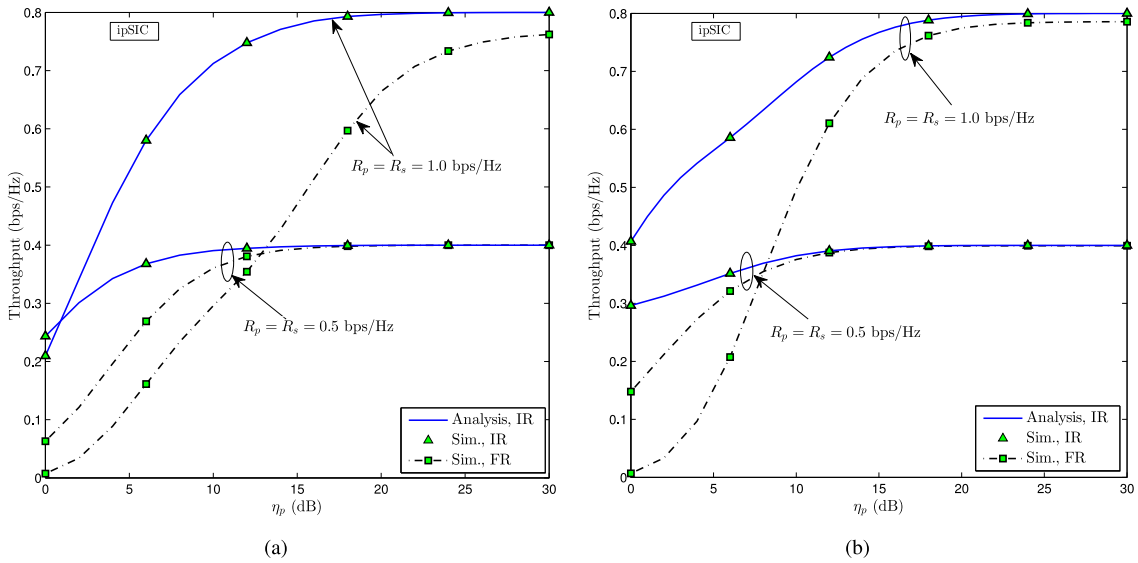 ipSIC
0.8
0.7
0.6
0.5
0.4
0.3
0.2
0.1
0
Throughput (bps/Hz)
R_p = R_s = 1.0 bps/Hz
R_p = R_s = 0.5 bps/Hz
Analysis, IR
Sim., IR
Sim., FR
0 5 10 15 20 25 30
η_p (dB)
(a)
ipSIC
0.8
0.7
0.6
0.5
0.4
0.3
0.2
0.1
0
Throughput (bps/Hz)
R_p = R_s = 1.0 bps/Hz
R_p = R_s = 0.5 bps/Hz
Analysis, IR
Sim., IR
Sim., FR
0 5 10 15 20 25 30
η_p (dB)
(b)